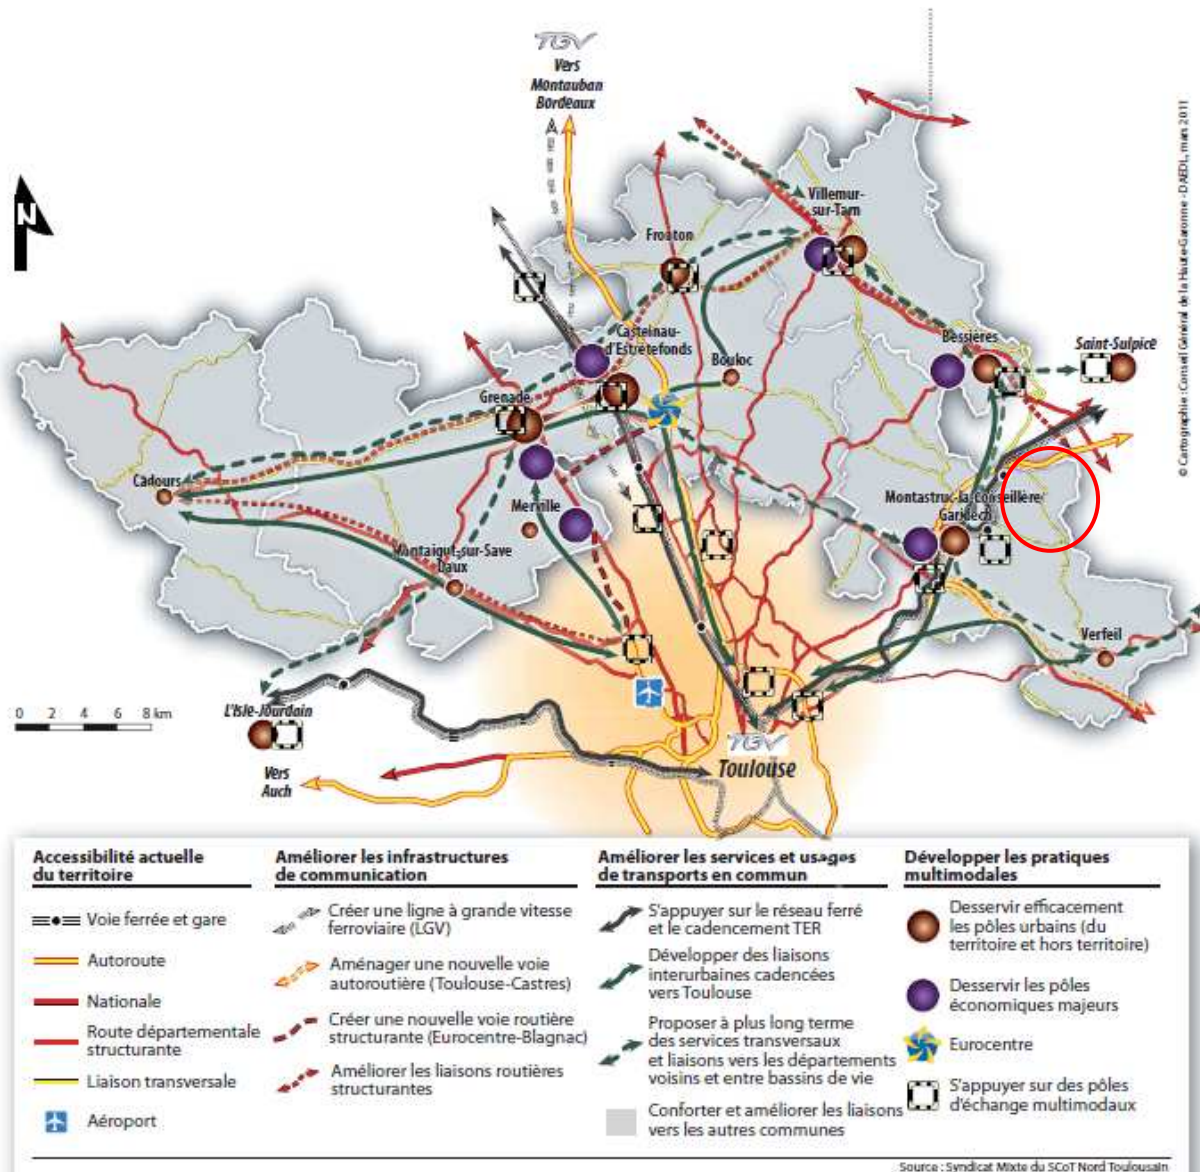 TGV
Vers
Montauban
Bordeaux
N
Villemur-
sur-Tarn
Fronton
Castelnau-
d'Estrétefonds
Bouloc
Bessières
Saint-Sulpice
Grenade
Cadours
Merville
Montastruc-la-Conseillère
Garidech
Montaigut-sur-Save
Daux
Verfeil
0 2 4 6 8 km
L'Isle-Jourdain
Vers
Auch
TGV
Toulouse
© Cartographie : Conseil Général de la Haute-Garonne - DAEDL, mars 2011
Accessibilité actuelle
du territoire
Voie ferrée et gare
Autoroute
Nationale
Route départementale
structurante
Liaison transversale
Aéroport
Améliorer les infrastructures
de communication
Créer une ligne à grande vitesse
ferroviaire (LGV)
Aménager une nouvelle voie
autoroutière (Toulouse-Castres)
Créer une nouvelle voie routière
structurante (Eurocentre-Blagnac)
Améliorer les liaisons routières
structurantes
Améliorer les services et usages
de transports en commun
S'appuyer sur le réseau ferré
et le cadencement TER
Développer des liaisons
interurbaines cadencées
vers Toulouse
Proposer à plus long terme
des services transversaux
et liaisons vers les départements
voisins et entre bassins de vie
Conforter et améliorer les liaisons
vers les autres communes
Développer les pratiques
multimodales
Desservir efficacement
les pôles urbains (du
territoire et hors territoire)
Desservir les pôles
économiques majeurs
Eurocentre
S'appuyer sur des pôles
d'échange multimodaux
Source : Syndicat Mixte du SCoT Nord Toulousain